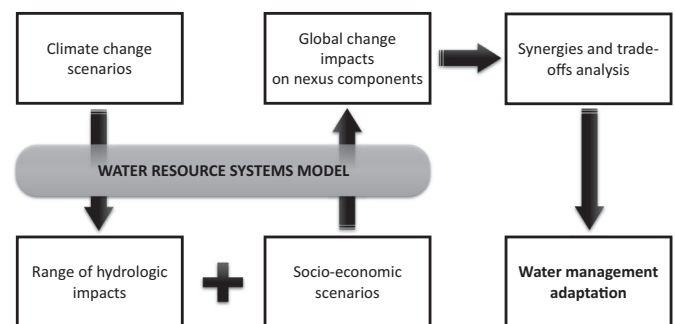 Climate change
scenarios
Global change
impacts
on nexus components
Synergies and trade-
offs analysis
WATER RESOURCE SYSTEMS MODEL
Range of hydrologic
impacts
Socio-economic
scenarios
Water management
adaptation